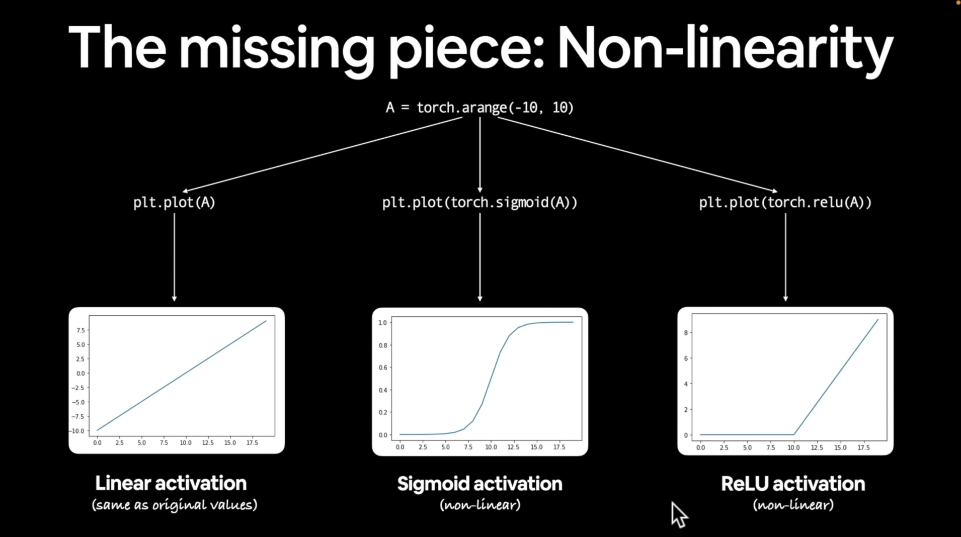 The missing piece: Non-linearity
A = torch.arange(-10, 10)
plt.plot(A)
plt.plot(torch.sigmoid(A))
plt.plot(torch.relu(A))
7.5
5.0
2.5
0.0
−2.5
−5.0
−7.5
−10.0
0.0 2.5 5.0 7.5 10.0 12.5 15.0 17.5
1.0
0.8
0.6
0.4
0.2
0.0
0.0 2.5 5.0 7.5 10.0 12.5 15.0 17.5
8
6
4
2
0
0.0 2.5 5.0 7.5 10.0 12.5 15.0 17.5
Linear activation
(same as original values)
Sigmoid activation
(non-linear)
ReLU activation
(non-linear)